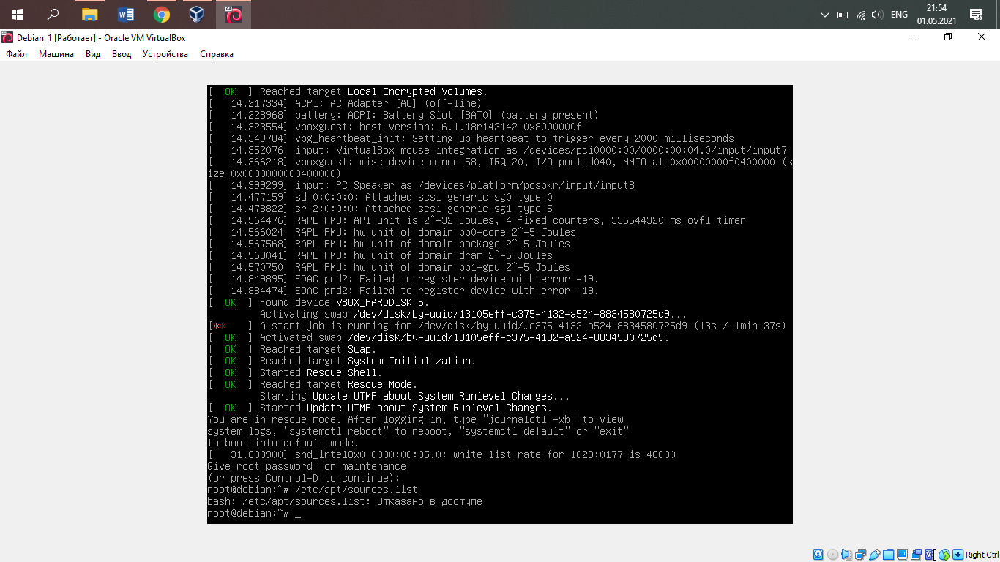 ENG
21:54
01.05.2021
Debian_1 [Работает] - Oracle VM VirtualBox
Файл Машина Вид Ввод Устройства Справка
[  OK  ] Reached target Local Encrypted Volumes.
[   14.217334] ACPI: AC Adapter [AC] (off-line)
[   14.228968] battery: ACPI: Battery Slot [BAT0] (battery present)
[   14.323554] vboxguest: host-version: 6.1.18r142142 0x8000000f
[   14.349784] vbg_heartbeat_init: Setting up heartbeat to trigger every 2000 milliseconds
[   14.352076] input: VirtualBox mouse integration as /devices/pci0000:00/0000:00:04.0/input/input7
[   14.366218] vboxguest: misc device minor 58, IRQ 20, I/O port d040, MMIO at 0x00000000f0400000 (s
ize 0x0000000000400000)
[   14.399299] input: PC Speaker as /devices/platform/pcspkr/input/input8
[   14.477159] sd 0:0:0:0: Attached scsi generic sg0 type 0
[   14.478822] sr 2:0:0:0: Attached scsi generic sg1 type 5
[   14.564476] RAPL PMU: API unit is 2^-32 Joules, 4 fixed counters, 335544320 ms ovfl timer
[   14.566024] RAPL PMU: hw unit of domain pp0-core 2^-5 Joules
[   14.567568] RAPL PMU: hw unit of domain package 2^-5 Joules
[   14.569041] RAPL PMU: hw unit of domain dram 2^-5 Joules
[   14.570750] RAPL PMU: hw unit of domain pp1-gpu 2^-5 Joules
[   14.849895] EDAC pnd2: Failed to register device with error -19.
[   14.884474] EDAC pnd2: Failed to register device with error -19.
[  OK  ] Found device VBOX_HARDDISK 5.
         Activating swap /dev/disk/by-uuid/13105eff-c375-4132-a524-8834580725d9...
[**    ] A start job is running for /dev/disk/by-uuid/…c375-4132-a524-8834580725d9 (13s / 1min 37s)
[  OK  ] Activated swap /dev/disk/by-uuid/13105eff-c375-4132-a524-8834580725d9.
[  OK  ] Reached target Swap.
[  OK  ] Reached target System Initialization.
[  OK  ] Started Rescue Shell.
[  OK  ] Reached target Rescue Mode.
         Starting Update UTMP about System Runlevel Changes...
[  OK  ] Started Update UTMP about System Runlevel Changes.
You are in rescue mode. After logging in, type "journalctl -xb" to view
system logs, "systemctl reboot" to reboot, "systemctl default" or "exit"
to boot into default mode.
[   31.800900] snd_intel8x0 0000:00:05.0: white list rate for 1028:0177 is 48000
Give root password for maintenance
(or press Control-D to continue):
root@debian:~# /etc/apt/sources.list
bash: /etc/apt/sources.list: Отказано в доступе
root@debian:~# _
Right Ctrl